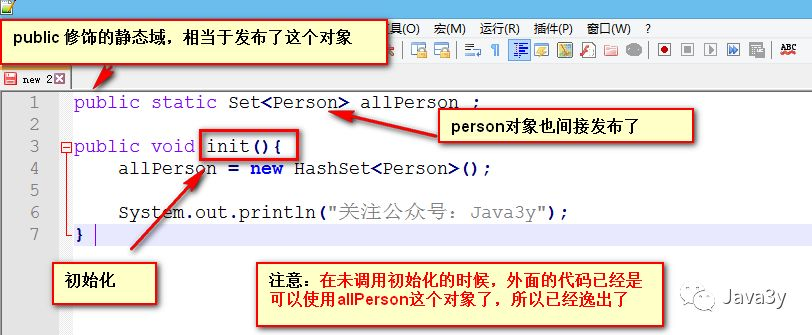 工具(O) 宏(M) 运行(R) 插件(P) 窗口(W) ?
public 修饰的静态域，相当于发布了这个对象
ABC
new 2
1 public static Set<Person> allPerson ;
person对象也间接发布了
2
3 public void init(){
4 allPerson = new HashSet<Person>();
5
6 System.out.println("关注公众号：Java3y");
7 }
初始化
注意：在未调用初始化的时候，外面的代码已经是
可以使用allPerson这个对象了，所以已经逸出了
Java3y